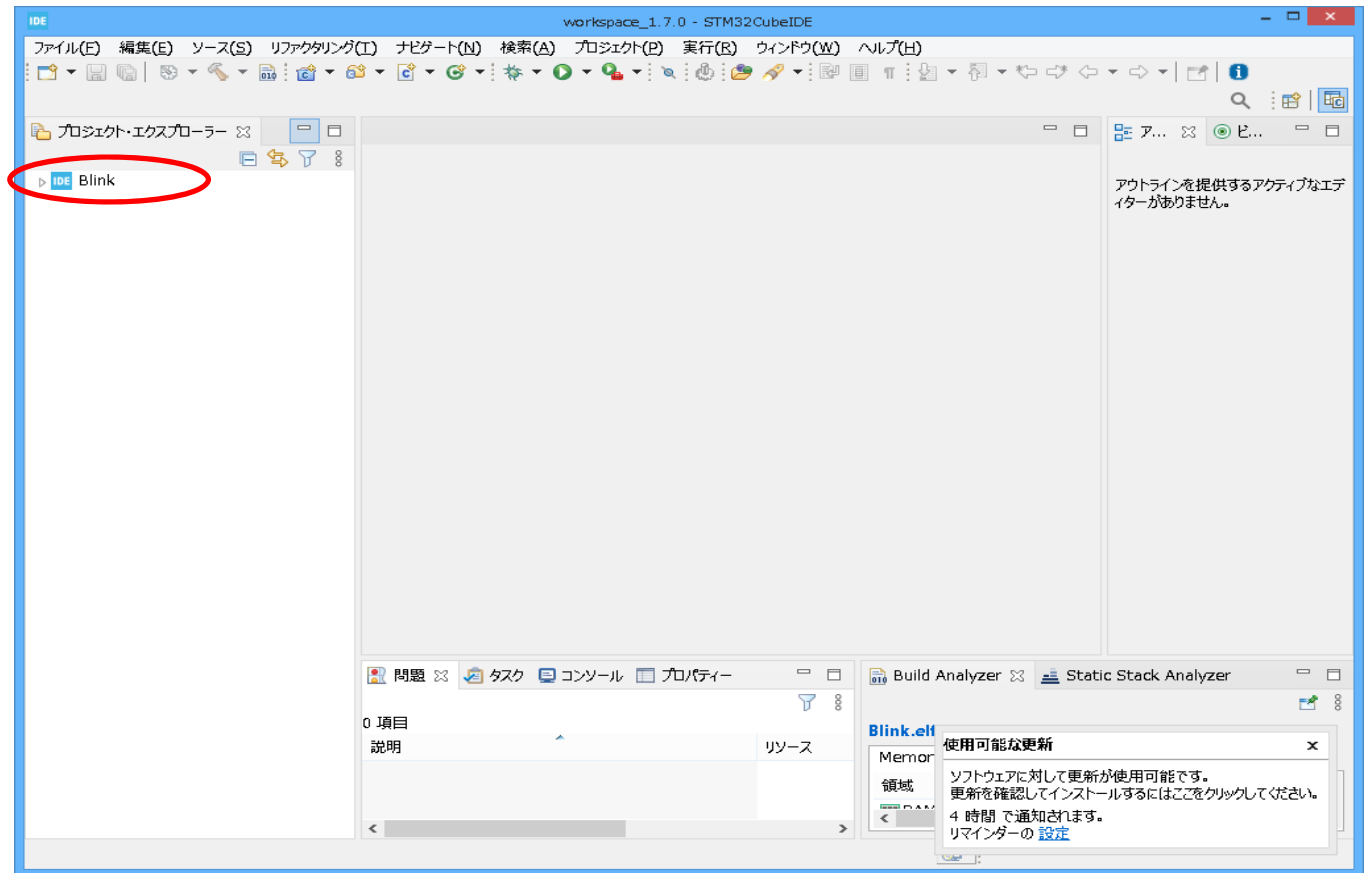 IDE
workspace_1.7.0 - STM32CubeIDE
ファイル(F) 編集(E) ソース(S) リファクタリング(T) ナビゲート(N) 検索(A) プロジェクト(P) 実行(R) ウィンドウ(W) ヘルプ(H)
プロジェクト・エクスプローラー
IDE Blink
ア... ビ...
アウトラインを提供するアクティブなエデ
ィターがありません。
問題 タスク コンソール プロパティー
0 項目
説明 リソース
Build Analyzer Static Stack Analyzer
Blink.elf
Memor
領域
使用可能な更新
ソフトウェアに対して更新が使用可能です。
更新を確認してインストールするにはここをクリックしてください。
4 時間 で通知されます。
リマインダーの 設定